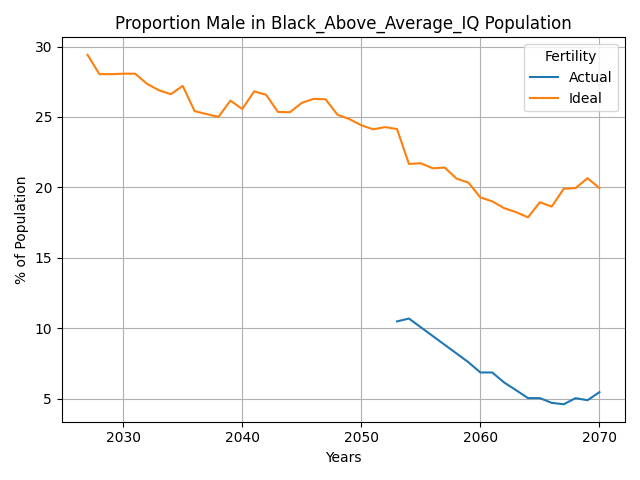 Proportion Male in Black_Above_Average_IQ Population
Fertility
Actual
Ideal
% of Population
30
25
20
15
10
5
2030
2040
2050
2060
2070
Years